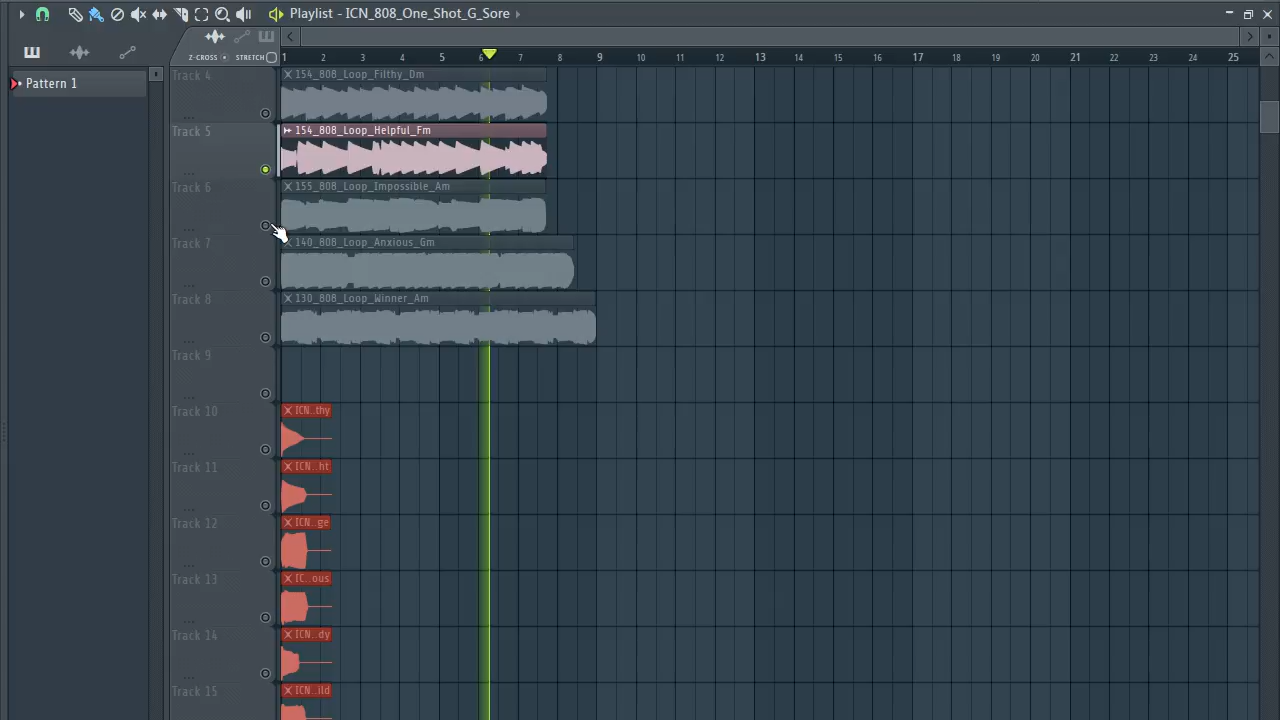 Playlist - ICN_808_One_Shot_G_Sore
Z-CROSS STRETCH
1 2 3 4 5 6 7 8 9 10 11 12 13 14 15 16 17 18 19 20 21 22 23 24 25
Pattern 1
Track 4
154_808_Loop_Filthy_Dm
...
Track 5
154_808_Loop_Helpful_Fm
...
Track 6
155_808_Loop_Impossible_Am
...
Track 7
140_808_Loop_Anxious_Gm
...
Track 8
130_808_Loop_Winner_Am
...
Track 9
...
Track 10
ICN..thy
...
Track 11
ICN..ht
...
Track 12
ICN..ge
...
Track 13
IC..ous
...
Track 14
ICN..dy
...
Track 15
ICN..ild